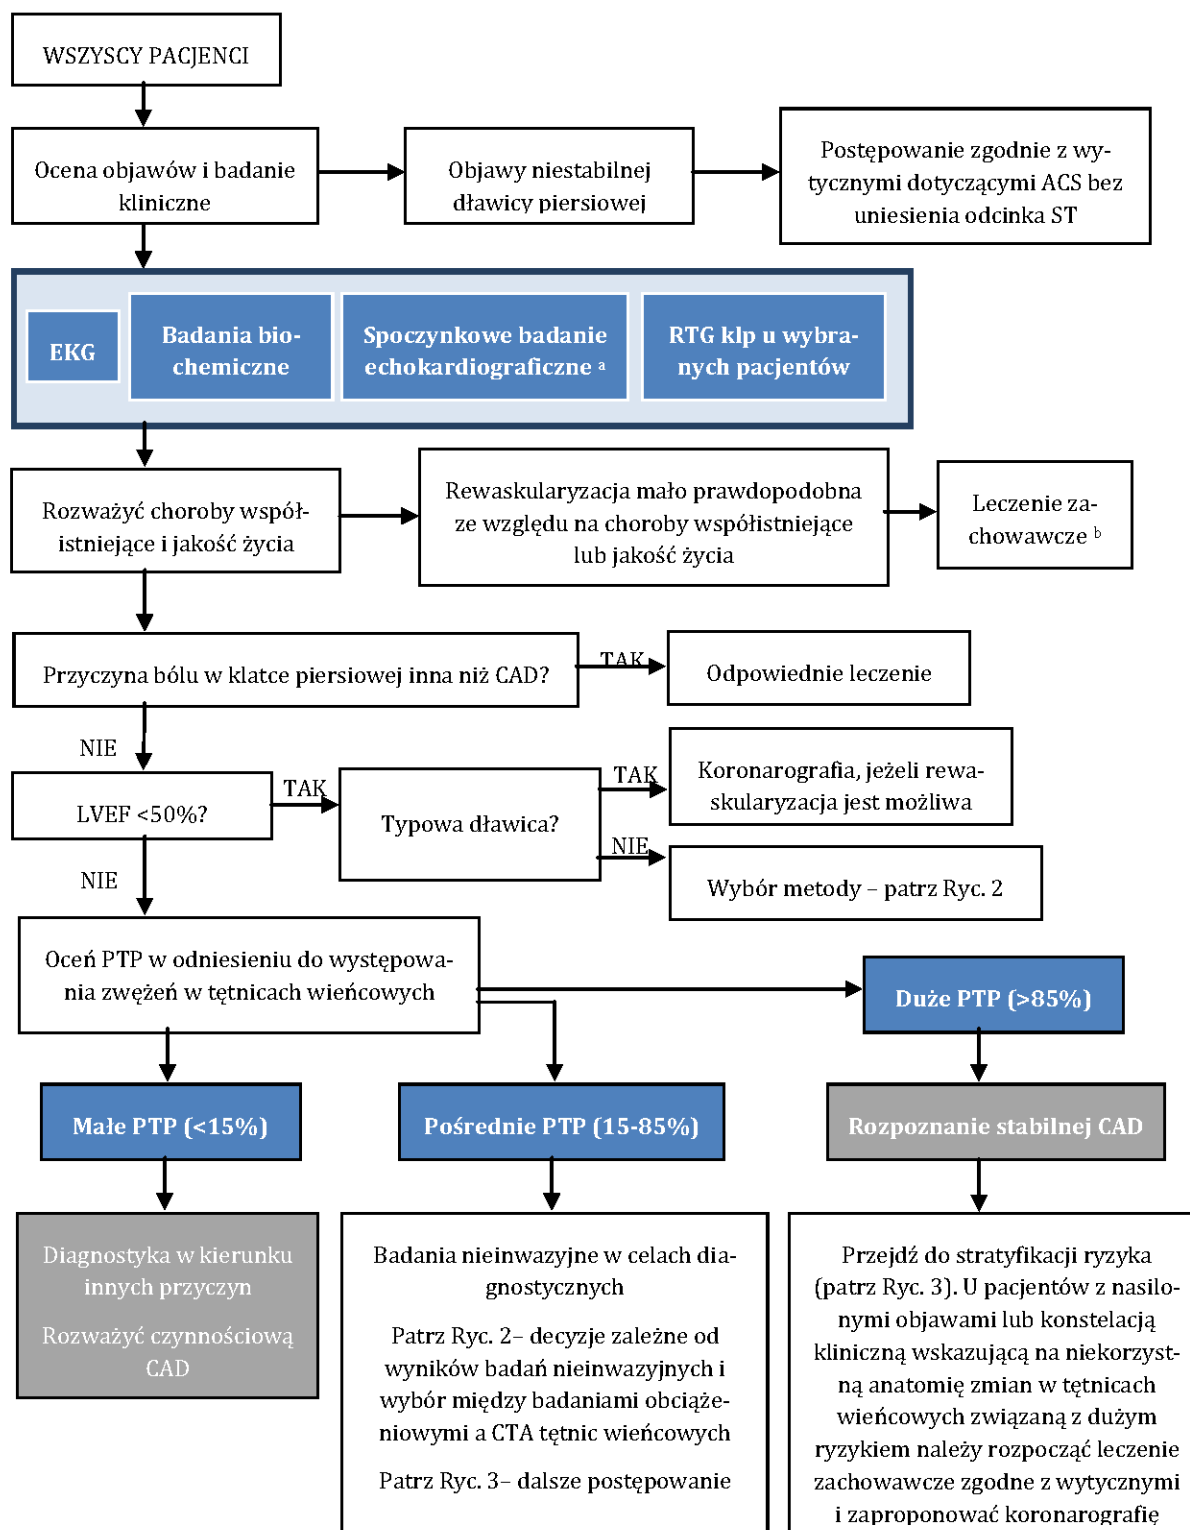 WSZYSCY PACJENCI
Ocena objawów i badanie
kliniczne
Objawy niestabilnej
dławicy piersiowej
Postępowanie zgodnie z wy-
tycznymi dotyczącymi ACS bez
uniesienia odcinka ST
EKG
Badania bio-
chemiczne
Spoczynkowe badanie
echokardiograficzne a
RTG klp u wybra-
nych pacjentów
Rozważyć choroby współ-
istniejące i jakość życia
Rewaskularyzacja mało prawdopodobna
ze względu na choroby współistniejące
lub jakość życia
Leczenie za-
chowawcze b
Przyczyna bólu w klatce piersiowej inna niż CAD?
TAK
Odpowiednie leczenie
NIE
LVEF <50%?
TAK
Typowa dławica?
TAK
Koronarografia, jeżeli rewa-
skularyzacja jest możliwa
NIE
Wybór metody – patrz Ryc. 2
NIE
Oceń PTP w odniesieniu do występowa-
nia zwężeń w tętnicach wieńcowych
Duże PTP (>85%)
Małe PTP (<15%)
Pośrednie PTP (15-85%)
Rozpoznanie stabilnej CAD
Diagnostyka w kierunku
innych przyczyn
Rozważyć czynnościową
CAD
Badania nieinwazyjne w celach dia-
gnostycznych
Patrz Ryc. 2– decyzje zależne od
wyników badań nieinwazyjnych i
wybór między badaniami obciąże-
niowymi a CTA tętnic wieńcowych
Patrz Ryc. 3– dalsze postępowanie
Przejdź do stratyfikacji ryzyka
(patrz Ryc. 3). U pacjentów z nasilo-
nymi objawami lub konstelacją
kliniczną wskazującą na niekorzyst-
ną anatomię zmian w tętnicach
wieńcowych związaną z dużym
ryzykiem należy rozpocząć leczenie
zachowawcze zgodne z wytycznymi
i zaproponować koronarografię